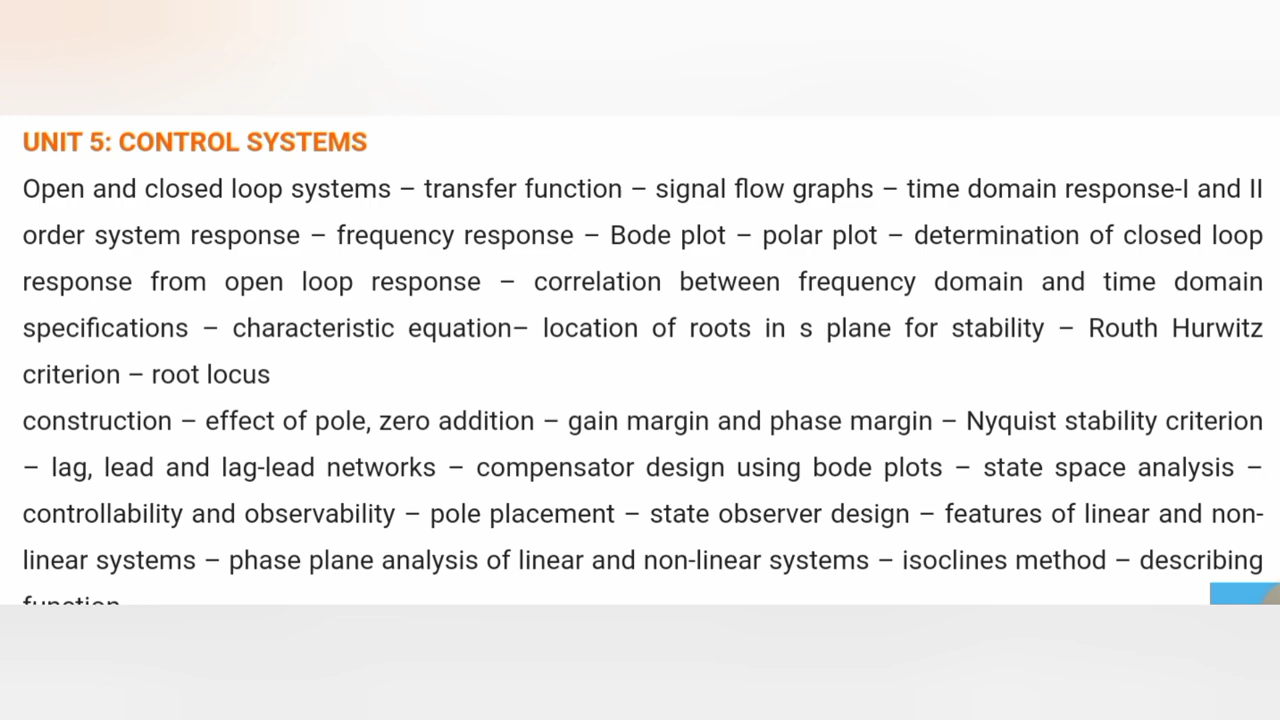 UNIT 5: CONTROL SYSTEMS
Open and closed loop systems – transfer function – signal flow graphs – time domain response-I and II
order system response – frequency response – Bode plot – polar plot – determination of closed loop
response from open loop response – correlation between frequency domain and time domain
specifications – characteristic equation– location of roots in s plane for stability – Routh Hurwitz
criterion – root locus
construction – effect of pole, zero addition – gain margin and phase margin – Nyquist stability criterion
– lag, lead and lag-lead networks – compensator design using bode plots – state space analysis –
controllability and observability – pole placement – state observer design – features of linear and non-
linear systems – phase plane analysis of linear and non-linear systems – isoclines method – describing
function